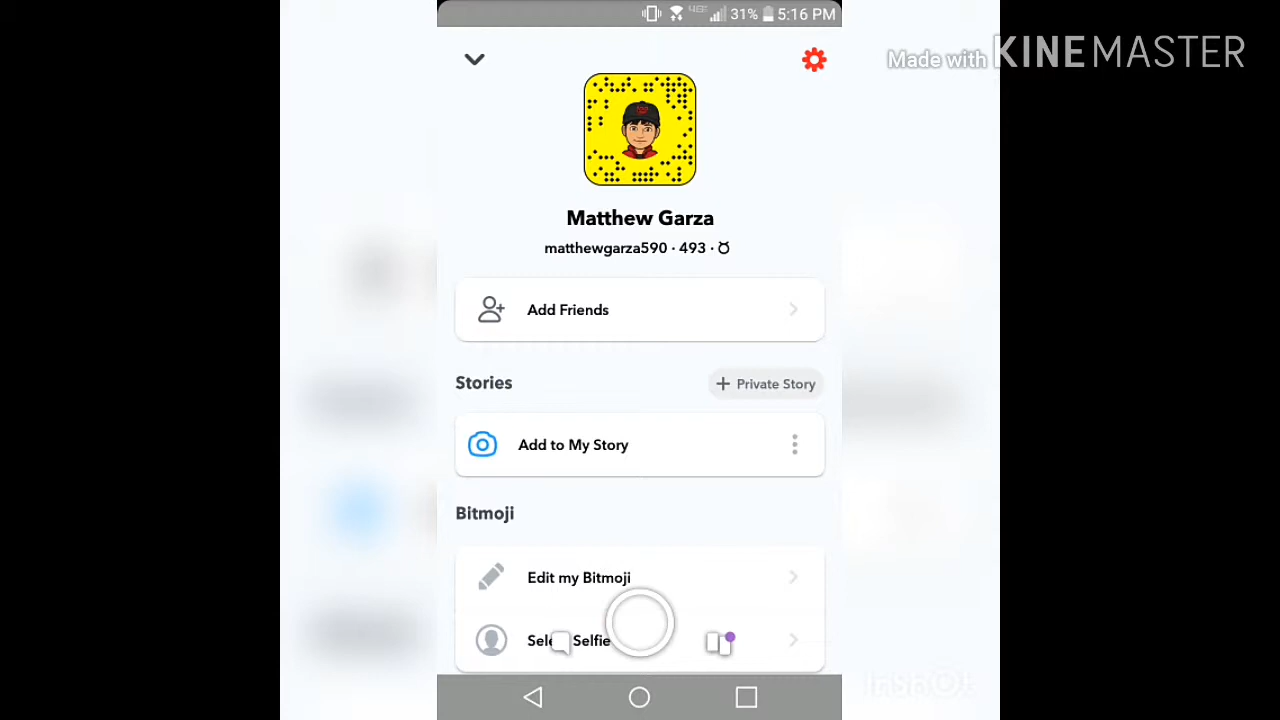 31% 5:16 PM
Made with KINEMASTER
Matthew Garza
matthewgarza590 · 493 · ♉
Add Friends
Stories
+ Private Story
Add to My Story
Bitmoji
Edit my Bitmoji
Selfie